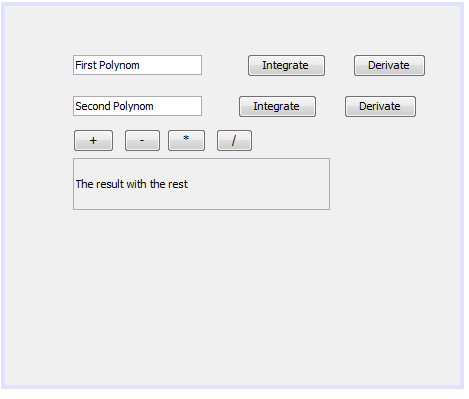 First Polynom Integrate Derivate
Second Polynom Integrate Derivate
+ - * /
The result with the rest